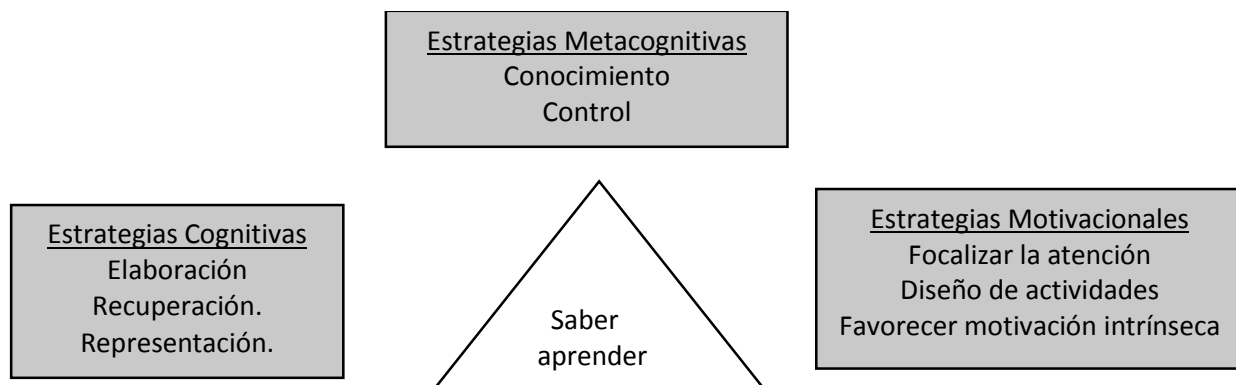 Estrategias Metacognitivas
Conocimiento
Control
Estrategias Cognitivas
Elaboración
Recuperación.
Representación.
Estrategias Motivacionales
Focalizar la atención
Diseño de actividades
Favorecer motivación intrínseca
Saber
aprender